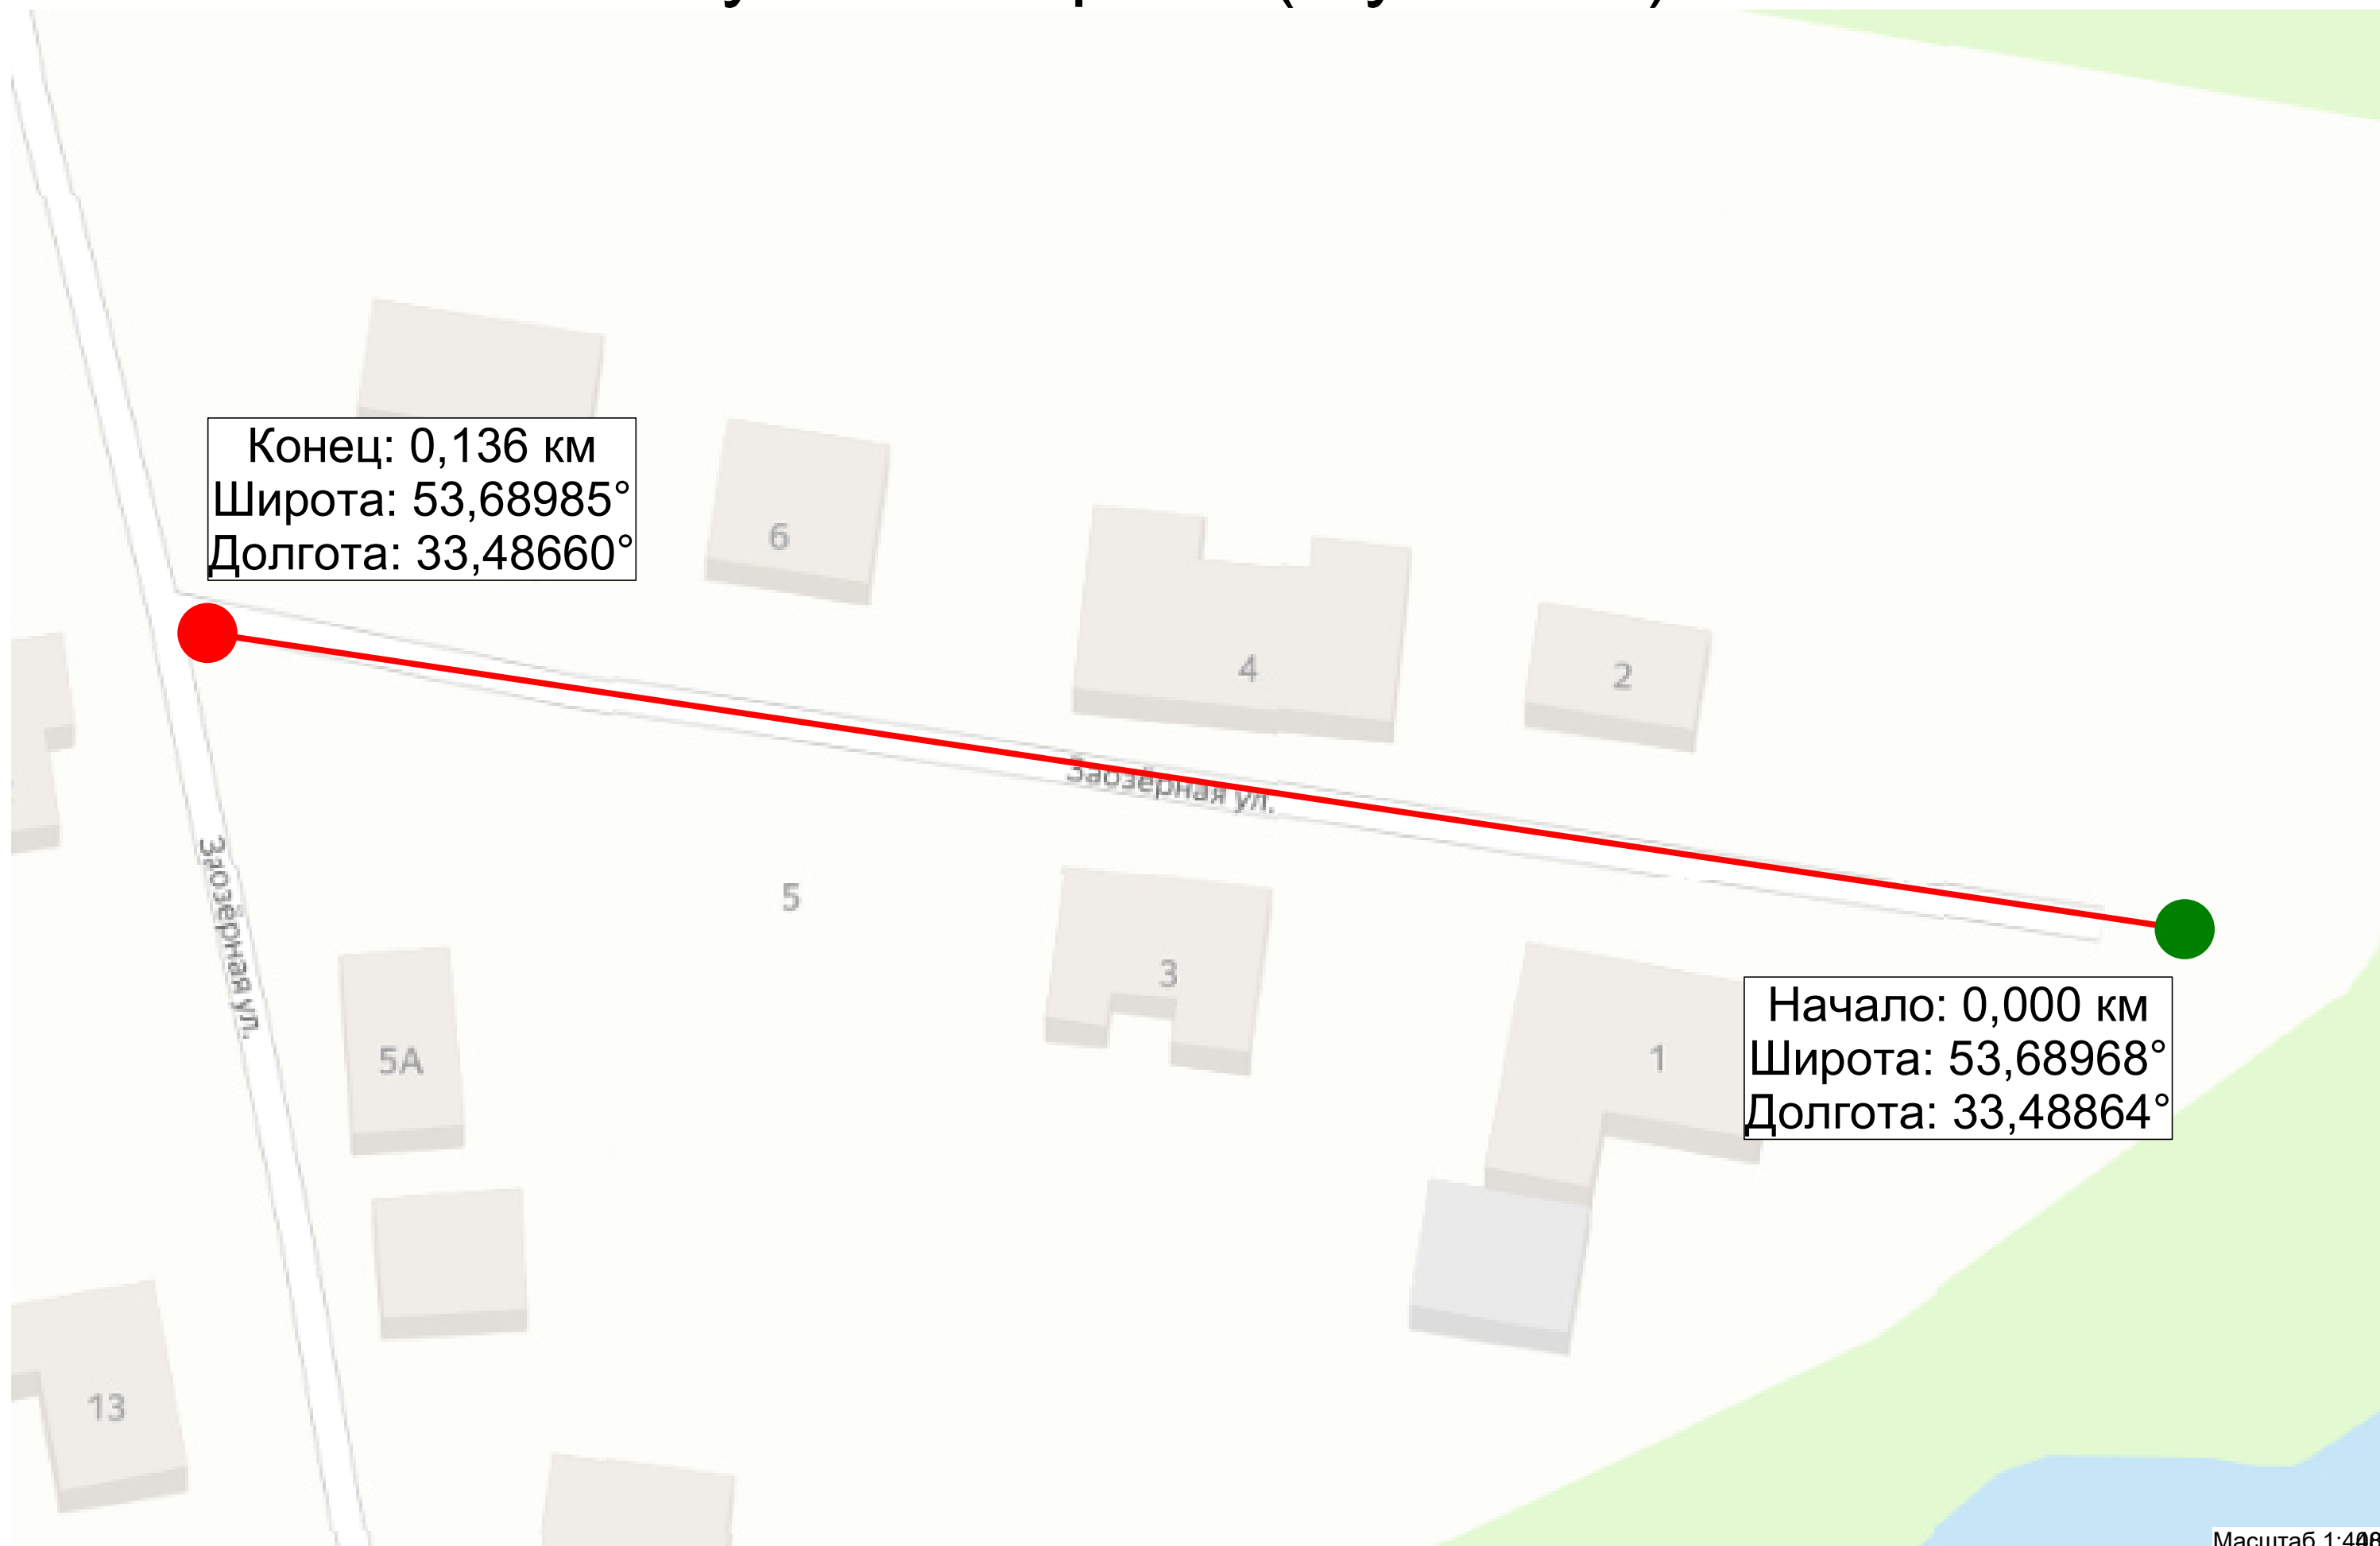 Конец: 0,136 км
Широта: 53,68985°
Долгота: 33,48660°
6
4
2
Заозёрная ул.
Заозёрная ул.
5
3
5А
1
Начало: 0,000 км
Широта: 53,68968°
Долгота: 33,48864°
13
Масштаб